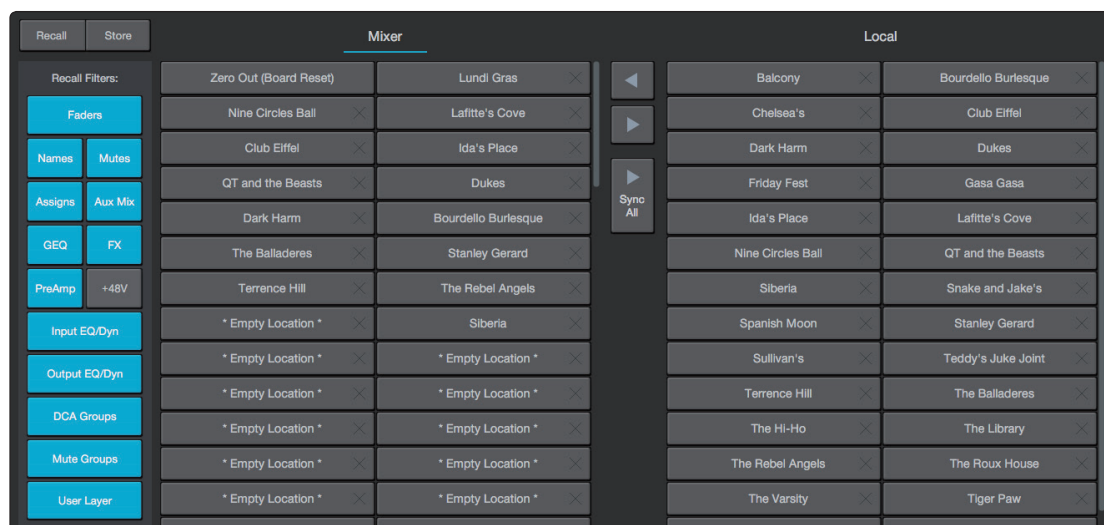 Recall Store
Mixer
Local
Recall Filters:
Faders
Names Mutes
Assigns Aux Mix
GEQ FX
PreAmp +48V
Input EQ/Dyn
Output EQ/Dyn
DCA Groups
Mute Groups
User Layer
Zero Out (Board Reset) Lundi Gras
Nine Circles Ball Lafitte's Cove
Club Eiffel Ida's Place
QT and the Beasts Dukes
Dark Harm Bourdello Burlesque
The Balladeres Stanley Gerard
Terrence Hill The Rebel Angels
* Empty Location * Siberia
* Empty Location * * Empty Location *
* Empty Location * * Empty Location *
* Empty Location * * Empty Location *
* Empty Location * * Empty Location *
* Empty Location * * Empty Location *
Sync
All
Balcony Bourdello Burlesque
Chelsea's Club Eiffel
Dark Harm Dukes
Friday Fest Gasa Gasa
Ida's Place Lafitte's Cove
Nine Circles Ball QT and the Beasts
Siberia Snake and Jake's
Spanish Moon Stanley Gerard
Sullivan's Teddy's Juke Joint
Terrence Hill The Balladeres
The Hi-Ho The Library
The Rebel Angels The Roux House
The Varsity Tiger Paw